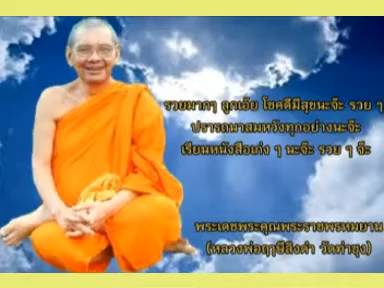 รวยมากๆ ลูกเอ้ย โชคดีมีสุขนะจ๊ะ รวย ๆ
ปรารถนาสมหวังทุกอย่างนะจ๊ะ
เรียนหนังสือเก่ง ๆ นะจ๊ะ รวย ๆ จ๊ะ
พระเดชพระคุณพระราชพรหมยาน
(หลวงพ่อฤๅษีลิงดำ วัดท่าซุง)